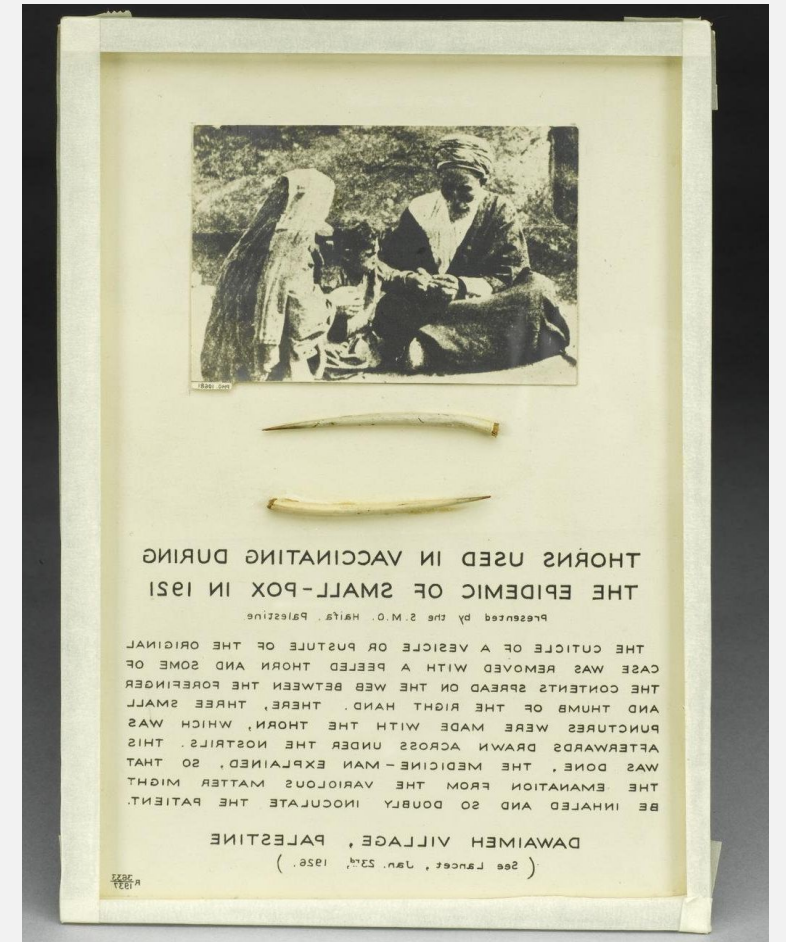 PMS 19681
THORNS USED IN VACCINATING DURING
THE EPIDEMIC OF SMALL-POX IN 1921
Presented by the S.M.O. Haifa. Palestine
THE CUTICLE OF A VESICLE OR PUSTULE OF THE ORIGINAL
CASE WAS REMOVED WITH A PEELED THORN AND SOME OF
THE CONTENTS SPREAD ON THE WEB BETWEEN THE FOREFINGER
AND THUMB OF THE RIGHT HAND. THERE, THREE SMALL
PUNCTURES WERE MADE WITH THE THORN, WHICH WAS
AFTERWARDS DRAWN ACROSS UNDER THE NOSTRILS. THIS
WAS DONE, THE MEDICINE-MAN EXPLAINED, SO THAT
THE EMANATION FROM THE VARIOLOUS MATTER MIGHT
BE INHALED AND SO DOUBLY INOCULATE THE PATIENT.
DAWAIMEH VILLAGE, PALESTINE
(See Lancet, Jan. 23rd, 1926.)
R 3633
1937